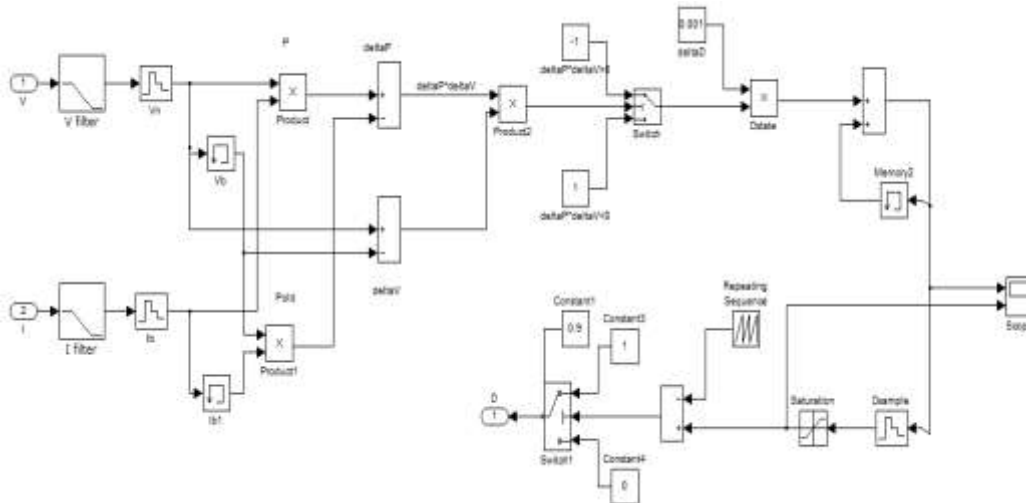 P
deltaP
-1
0.001
deltaD
deltaP*deltaV>0
1
V
V filter
Vn
X
Product
+
-
deltaP*deltaV
X
Product2
Switch
X
Dstate
+
+
Vb
1
deltaP*deltaV<0
Memory2
+
-
deltaV
2
I
I filter
Pold
X
Product1
Ib1
Constant1
0.9
Constant3
1
Repeating
Sequence
D
1
Switch1
-
+
Saturation
Dsample
Constant4
0